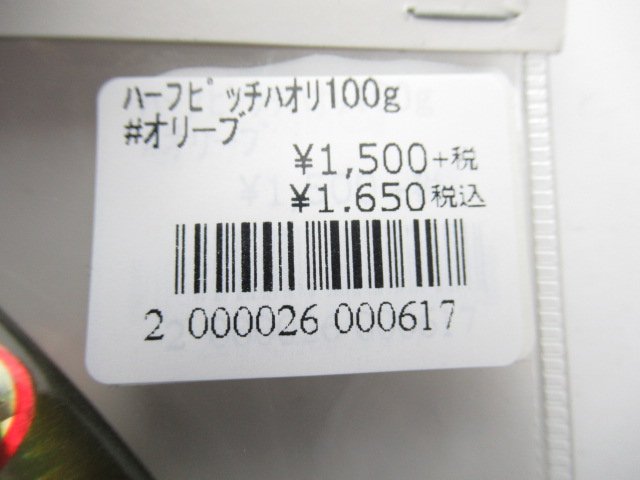 ﾊｰﾌﾋﾟｯﾁﾊｵﾘ100g
#オリーブ
¥1,500+税
¥1,650税込
2 000026 000617